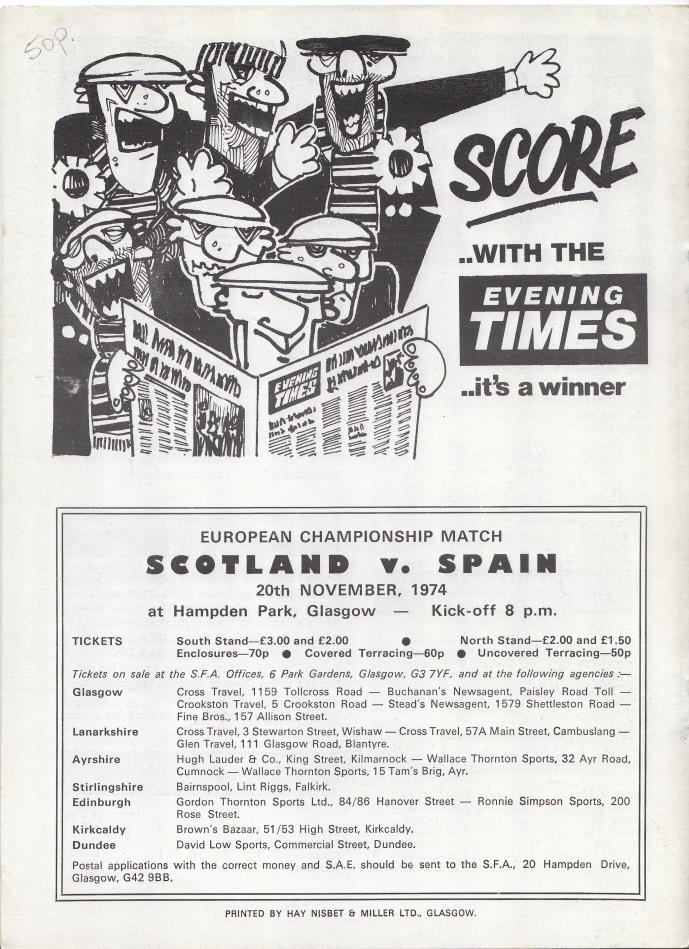 50p.
SCORE
..WITH THE
EVENING
TIMES
..it's a winner
EVENING
TIMES
EUROPEAN CHAMPIONSHIP MATCH
SCOTLAND v. SPAIN
20th NOVEMBER, 1974
at Hampden Park, Glasgow — Kick-off 8 p.m.
TICKETS South Stand—£3.00 and £2.00 ● North Stand—£2.00 and £1.50
Enclosures—70p ● Covered Terracing—60p ● Uncovered Terracing—50p
Tickets on sale at the S.F.A. Offices, 6 Park Gardens, Glasgow, G3 7YF, and at the following agencies :—
Glasgow Cross Travel, 1159 Tollcross Road — Buchanan's Newsagent, Paisley Road Toll —
Crookston Travel, 5 Crookston Road — Stead's Newsagent, 1579 Shettleston Road —
Fine Bros., 157 Allison Street.
Lanarkshire Cross Travel, 3 Stewarton Street, Wishaw — Cross Travel, 57A Main Street, Cambuslang —
Glen Travel, 111 Glasgow Road, Blantyre.
Ayrshire Hugh Lauder & Co., King Street, Kilmarnock — Wallace Thornton Sports, 32 Ayr Road,
Cumnock — Wallace Thornton Sports, 15 Tam's Brig, Ayr.
Stirlingshire Bairnspool, Lint Riggs, Falkirk.
Edinburgh Gordon Thornton Sports Ltd., 84/86 Hanover Street — Ronnie Simpson Sports, 200
Rose Street.
Kirkcaldy Brown's Bazaar, 51/53 High Street, Kirkcaldy.
Dundee David Low Sports, Commercial Street, Dundee.
Postal applications with the correct money and S.A.E. should be sent to the S.F.A., 20 Hampden Drive,
Glasgow, G42 9BB.
PRINTED BY HAY NISBET & MILLER LTD., GLASGOW.